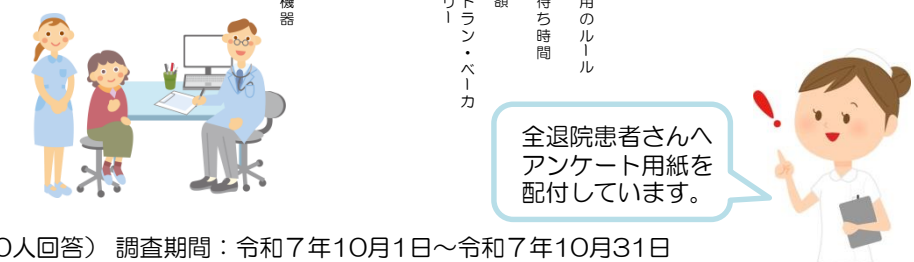 機器
トラン・ベーカ
リー
額
待ち時間
用のルール
全退院患者さんへ
アンケート用紙を
配付しています。
0人回答） 調査期間：令和７年10月1日～令和７年10月31日